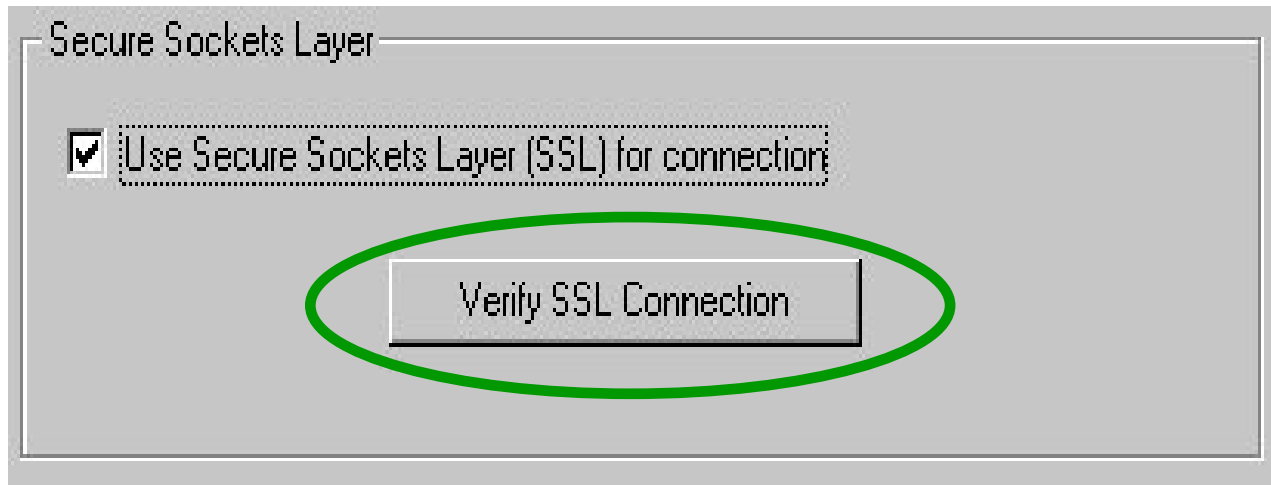 Secure Sockets Layer
Use Secure Sockets Layer (SSL) for connection
Verify SSL Connection